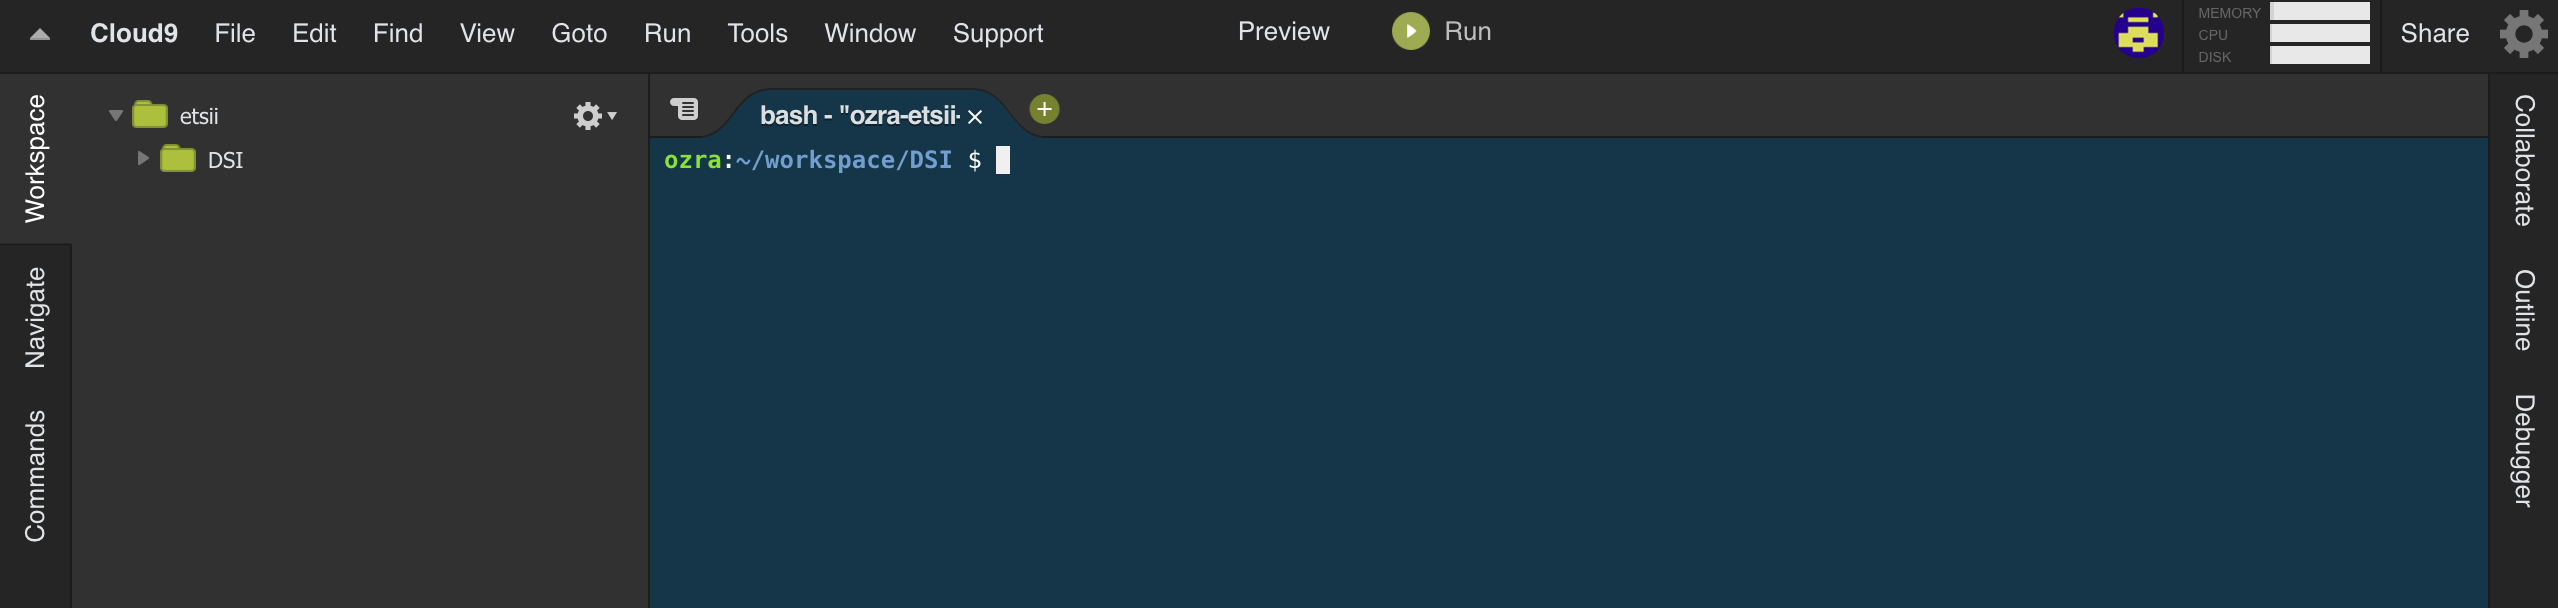 Cloud9 File Edit Find View Goto Run Tools Window Support Preview Run MEMORY CPU DISK Share
Workspace
Navigate
Commands
etsii
DSI
bash - "ozra-etsii-
ozra:~/workspace/DSI $
Collaborate
Outline
Debugger